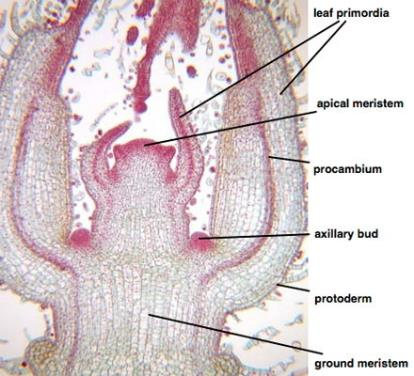 leaf primordia
apical meristem
procambium
axillary bud
protoderm
ground meristem